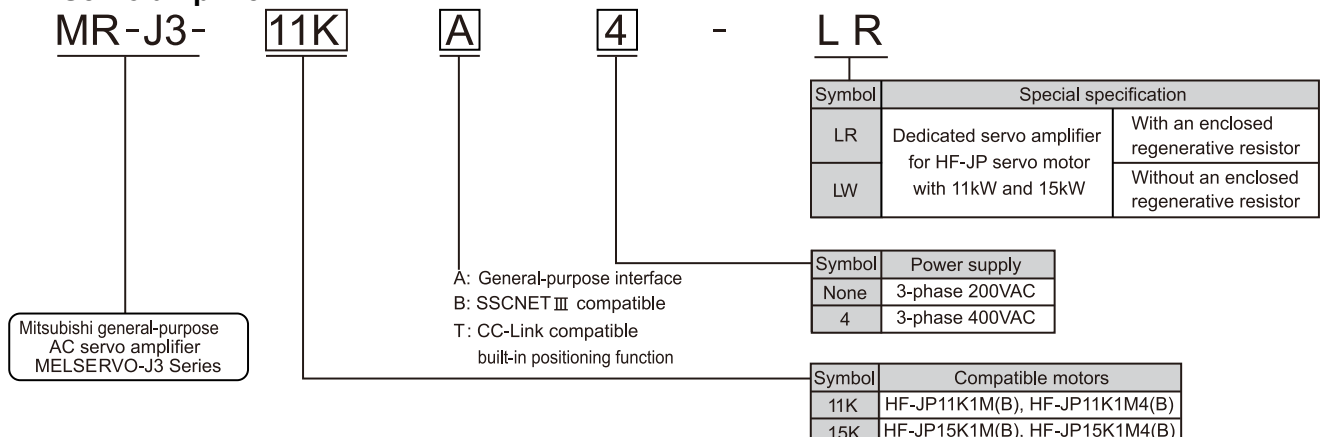 MR-J3- 11K A 4 - LR
Symbol Special specification
LR Dedicated servo amplifier for HF-JP servo motor with 11kW and 15kW With an enclosed regenerative resistor
LW Without an enclosed regenerative resistor
A: General-purpose interface
B: SSCNETⅢ compatible
T: CC-Link compatible
built-in positioning function
Symbol Power supply
None 3-phase 200VAC
4 3-phase 400VAC
Mitsubishi general-purpose
AC servo amplifier
MELSERVO-J3 Series
Symbol Compatible motors
11K HF-JP11K1M(B), HF-JP11K1M4(B)
15K HF-JP15K1M(B), HF-JP15K1M4(B)